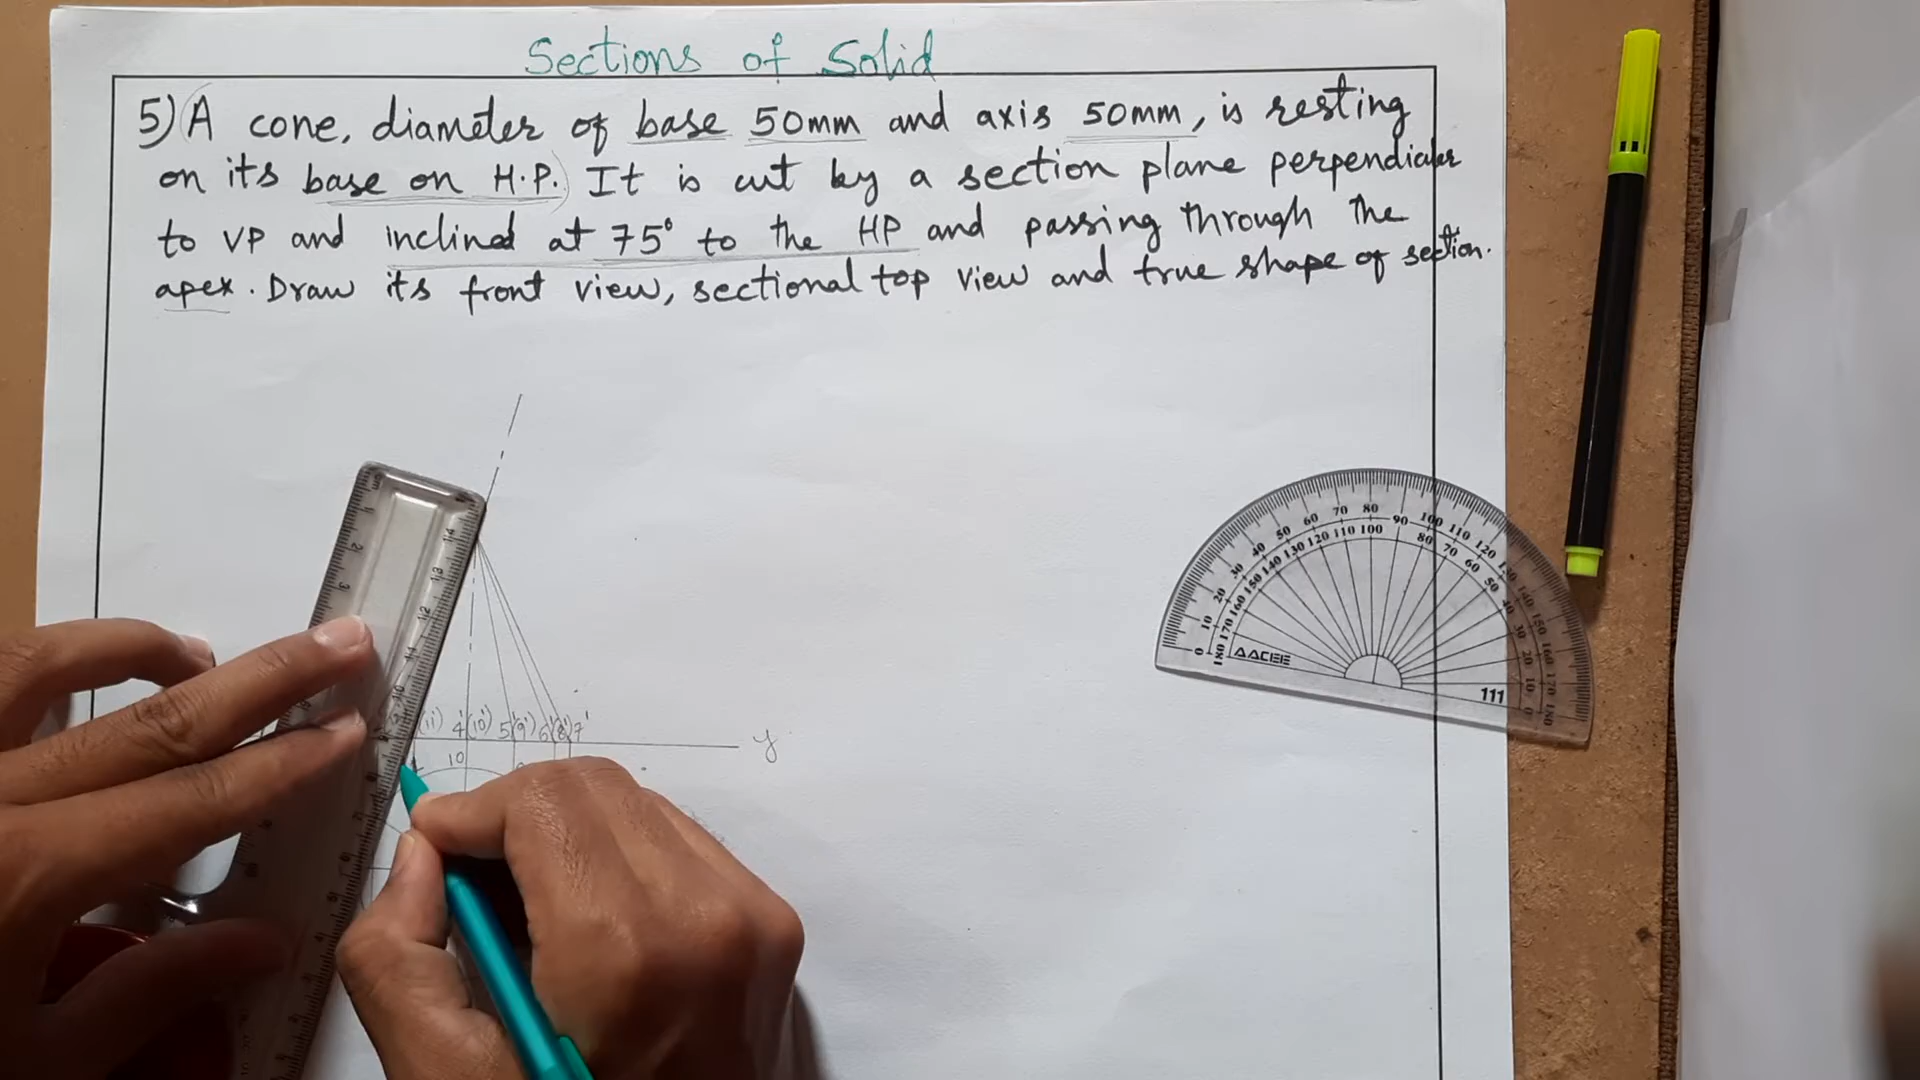 Sections of Solid
5) A cone, diameter of base 50mm and axis 50mm, is resting
on its base on H.P. It is cut by a section plane perpendicular
to VP and inclined at 75° to the HP and passing through the
apex. Draw its front view, sectional top view and true shape of section.
(11') 4'(10') 5'(9') 6'(8') 7'
y
10
AACEE
111